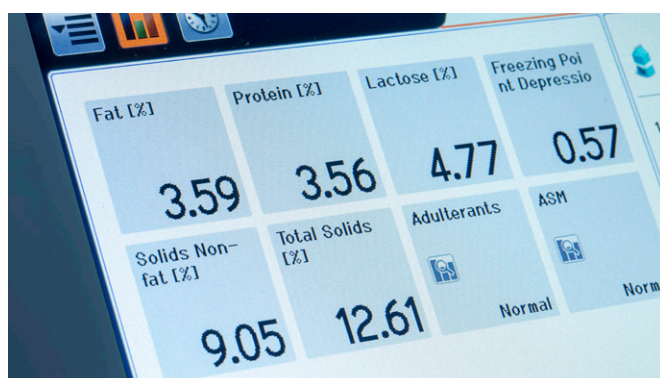 Fat [%]
3.59
Protein [%]
3.56
Lactose [%]
4.77
Freezing Poi
nt Depressio
0.57
Solids Non-
fat [%]
9.05
Total Solids
[%]
12.61
Adulterants
Normal
ASM
Norm